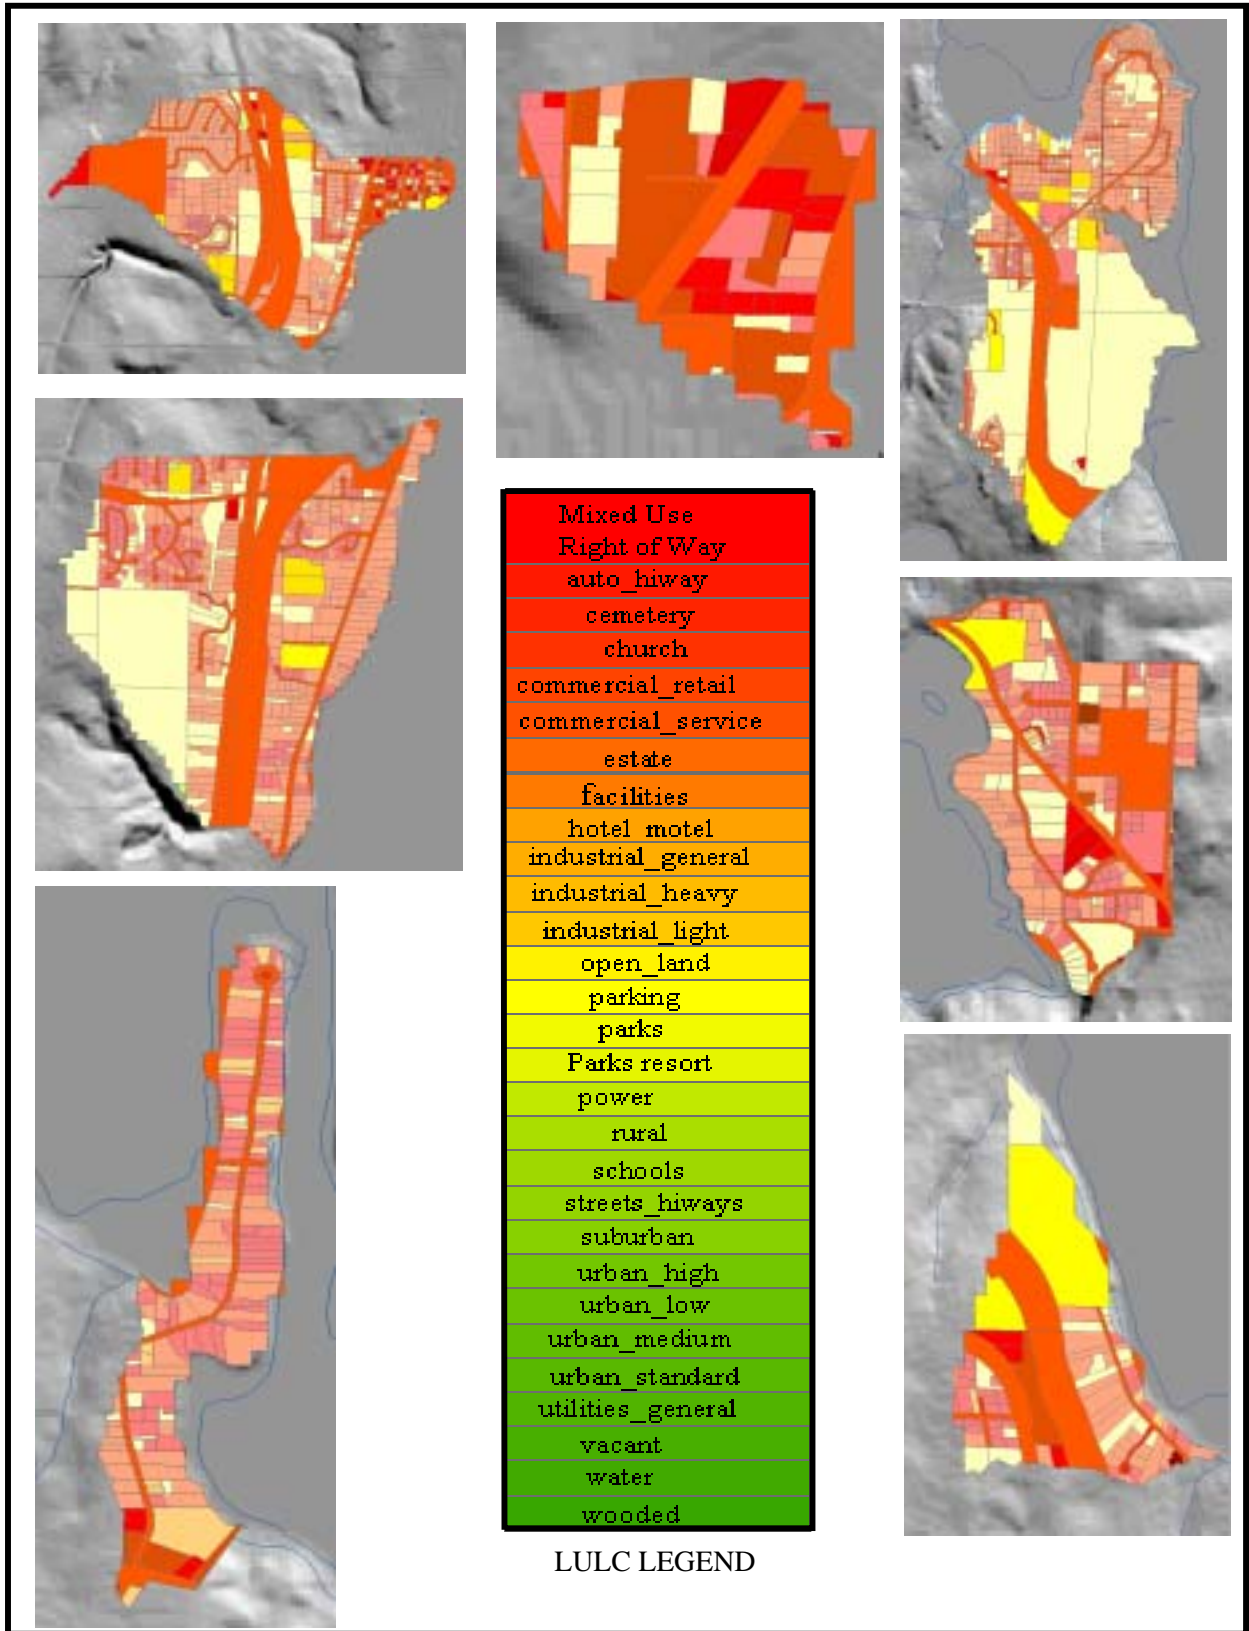 Mixed Use
Right of Way
auto_hiway
cemetery
church
commercial_retail
commercial_service
estate
facilities
hotel_motel
industrial_general
industrial_heavy
industrial_light
open_land
parking
parks
Parks resort
power
rural
schools
streets_hiways
suburban
urban_high
urban_low
urban_medium
urban_standard
utilities_general
vacant
water
wooded
LULC LEGEND